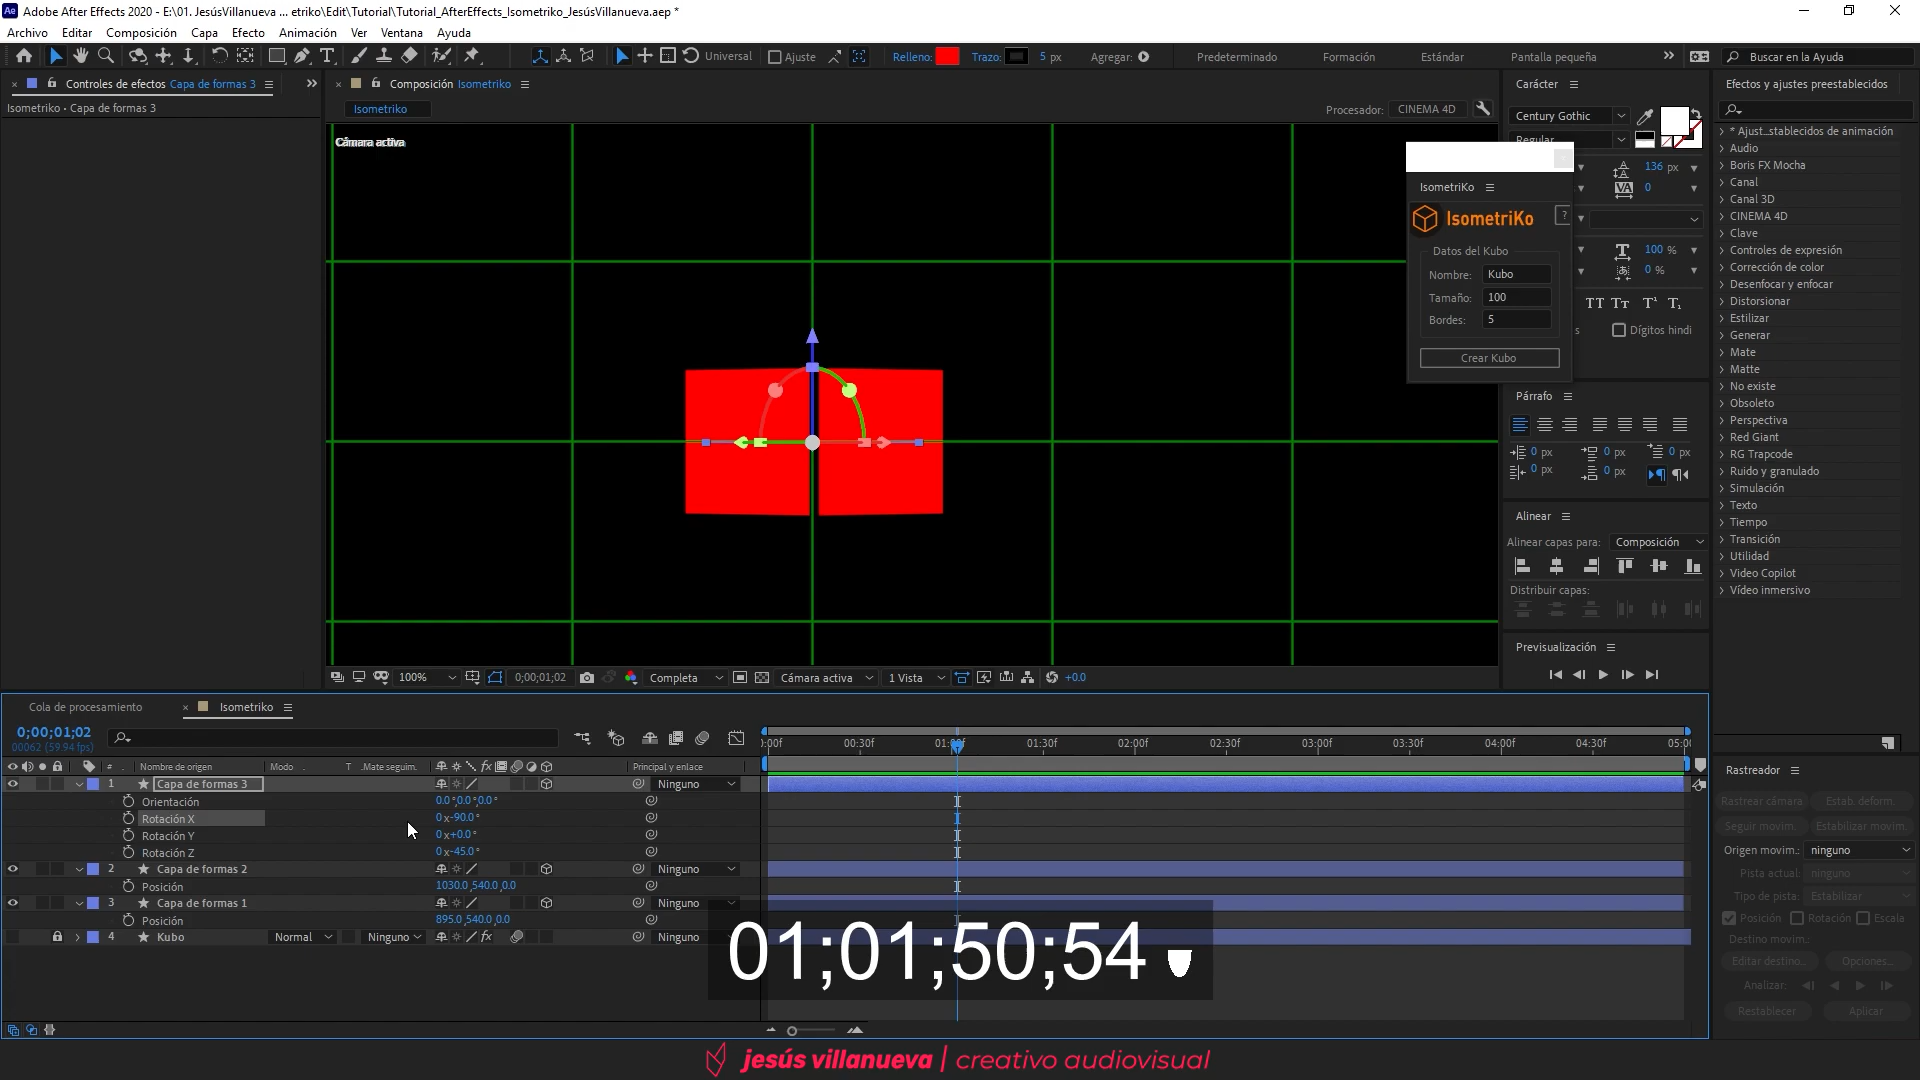 Adobe After Effects 2020 - E:\01. JesúsVillanueva ... etriko\Edit\Tutorial\Tutorial_AfterEffects_Isometriko_JesúsVillanueva.aep *
Archivo Editar Composición Capa Efecto Animación Ver Ventana Ayuda
Universal Ajuste Relleno: Trazo: 5 px Agregar: Predeterminado Formación Estándar Pantalla pequeña Buscar en la Ayuda
Controles de efectos Capa de formas 3
Isometriko • Capa de formas 3
Composición Isometriko
Isometriko
Procesador: CINEMA 4D
Cámara activa
100% 0;00;01;02 Completa Cámara activa 1 Vista +0.0
IsometriKo
IsometriKo ?
Datos del Kubo
Nombre: Kubo
Tamaño: 100
Bordes: 5
Crear Kubo
Carácter
Century Gothic
Regular
136 px
0
100 %
0 %
Dígitos hindi
Párrafo
0 px 0 px 0 px
0 px 0 px
Alinear
Alinear capas para: Composición
Distribuir capas:
Previsualización
Efectos y ajustes preestablecidos
* Ajust...stablecidos de animación
Audio
Boris FX Mocha
Canal
Canal 3D
CINEMA 4D
Clave
Controles de expresión
Corrección de color
Desenfocar y enfocar
Distorsionar
Estilizar
Generar
Mate
Matte
No existe
Obsoleto
Perspectiva
Red Giant
RG Trapcode
Ruido y granulado
Simulación
Texto
Tiempo
Transición
Utilidad
Video Copilot
Vídeo inmersivo
Rastreador
Rastrear cámara Estab. deform.
Seguir movim. Estabilizar movim.
Origen movim.: ninguno
Pista actual: ninguno
Tipo de pista: Estabilizar
Posición Rotación Escala
Destino movim.:
Editar destino... Opciones...
Analizar:
Restablecer Aplicar
Cola de procesamiento Isometriko
0;00;01;02
00062 (59.94 fps)
:00f 00:30f 01:00f 01:30f 02:00f 02:30f 03:00f 03:30f 04:00f 04:30f 05:00
# Nombre de origen Modo T .Mate seguim. Principal y enlace
1 Capa de formas 3 Ninguno
Orientación 0.0°,0.0°,0.0°
Rotación X 0x-90.0°
Rotación Y 0x+0.0°
Rotación Z 0x-45.0°
2 Capa de formas 2 Ninguno
Posición 1030.0,540.0,0.0
3 Capa de formas 1 Ninguno
Posición 895.0,540.0,0.0
4 Kubo Normal Ninguno Ninguno
01;01;50;54
jesús villanueva | creativo audiovisual